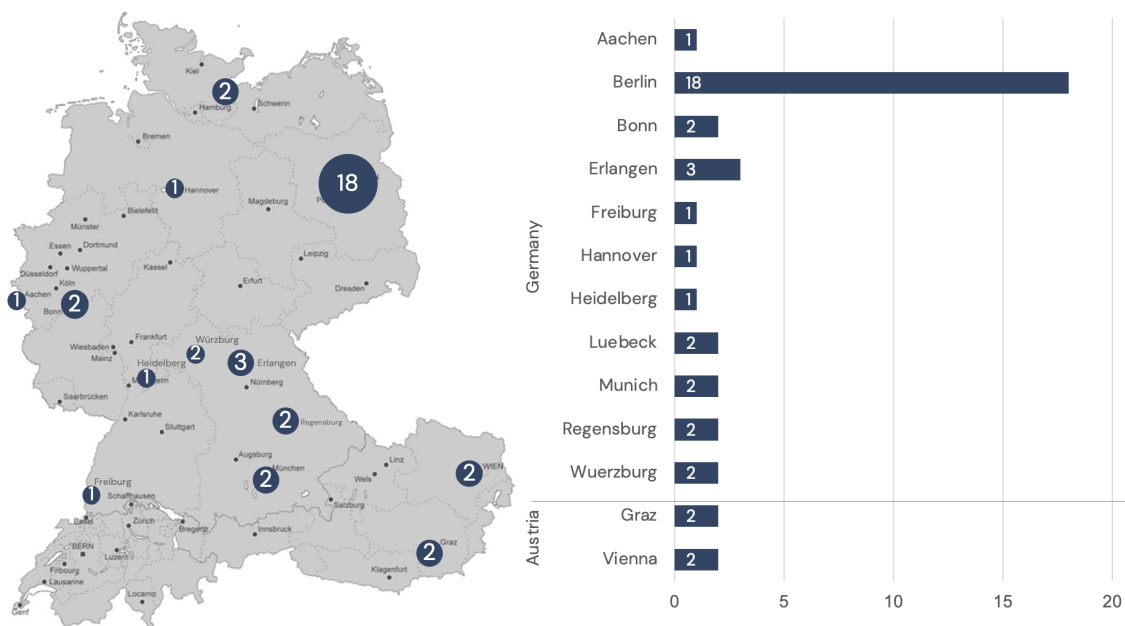 Kiel
2
Hamburg
Schwerin
Bremen
1
Hannover
18
Magdeburg
Bielefeld
Münster
Essen
Dortmund
Düsseldorf
Wuppertal
Köln
Kassel
Leipzig
Erfurt
Dresden
1
Aachen
Bonn
2
Frankfurt
Wiesbaden
Mainz
Würzburg
2
Heidelberg
1
3
Erlangen
Nürnberg
Saarbrücken
Karlsruhe
Stuttgart
2
Regensburg
Augsburg
München
2
Linz
Wels
2
WIEN
Salzburg
Freiburg
1
Schaffhausen
Basel
Zürich
Bregenz
Innsbruck
BERN
Luzern
Fribourg
Lausanne
Genf
Locarno
Graz
2
Klagenfurt
Germany
Aachen 1
Berlin 18
Bonn 2
Erlangen 3
Freiburg 1
Hannover 1
Heidelberg 1
Luebeck 2
Munich 2
Regensburg 2
Wuerzburg 2
Austria
Graz 2
Vienna 2
0 5 10 15 20